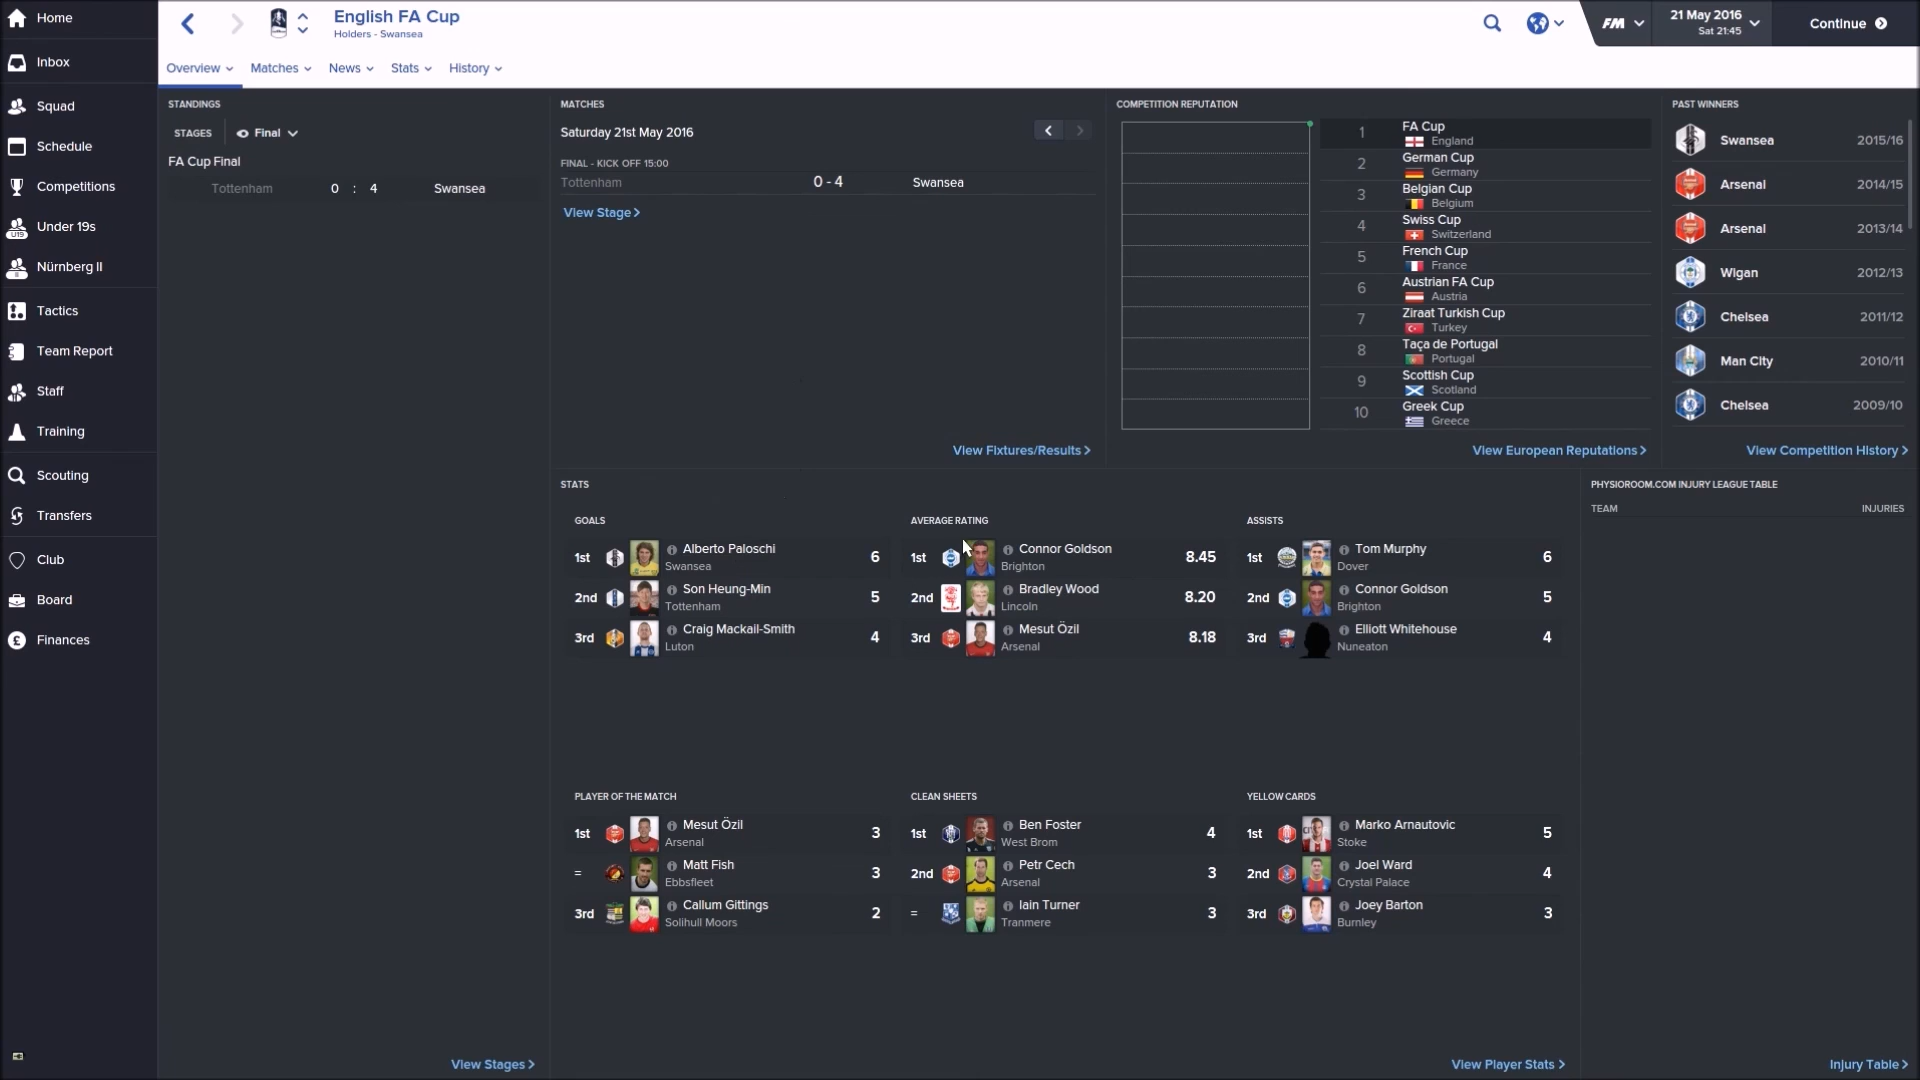 Home
Inbox
Squad
Schedule
Competitions
Under 19s
Nürnberg II
Tactics
Team Report
Staff
Training
Scouting
Transfers
Club
Board
Finances
English FA Cup
Holders - Swansea
FM
21 May 2016
Sat 21:45
Continue
Overview
Matches
News
Stats
History
STANDINGS
STAGES
Final
FA Cup Final
Tottenham 0 : 4 Swansea
View Stages
MATCHES
Saturday 21st May 2016
FINAL - KICK OFF 15:00
Tottenham 0 - 4 Swansea
View Stage
View Fixtures/Results
COMPETITION REPUTATION
1 FA Cup
England
2 German Cup
Germany
3 Belgian Cup
Belgium
4 Swiss Cup
Switzerland
5 French Cup
France
6 Austrian FA Cup
Austria
7 Ziraat Turkish Cup
Turkey
8 Taça de Portugal
Portugal
9 Scottish Cup
Scotland
10 Greek Cup
Greece
View European Reputations
PAST WINNERS
Swansea 2015/16
Arsenal 2014/15
Arsenal 2013/14
Wigan 2012/13
Chelsea 2011/12
Man City 2010/11
Chelsea 2009/10
View Competition History
STATS
GOALS
1st Alberto Paloschi 6
Swansea
2nd Son Heung-Min 5
Tottenham
3rd Craig Mackail-Smith 4
Luton
AVERAGE RATING
1st Connor Goldson 8.45
Brighton
2nd Bradley Wood 8.20
Lincoln
3rd Mesut Özil 8.18
Arsenal
ASSISTS
1st Tom Murphy 6
Dover
2nd Connor Goldson 5
Brighton
3rd Elliott Whitehouse 4
Nuneaton
PLAYER OF THE MATCH
1st Mesut Özil 3
Arsenal
= Matt Fish 3
Ebbsfleet
3rd Callum Gittings 2
Solihull Moors
CLEAN SHEETS
1st Ben Foster 4
West Brom
2nd Petr Cech 3
Arsenal
= Iain Turner 3
Tranmere
YELLOW CARDS
1st Marko Arnautovic 5
Stoke
2nd Joel Ward 4
Crystal Palace
3rd Joey Barton 3
Burnley
View Player Stats
PHYSIOROOM.COM INJURY LEAGUE TABLE
TEAM INJURIES
Injury Table